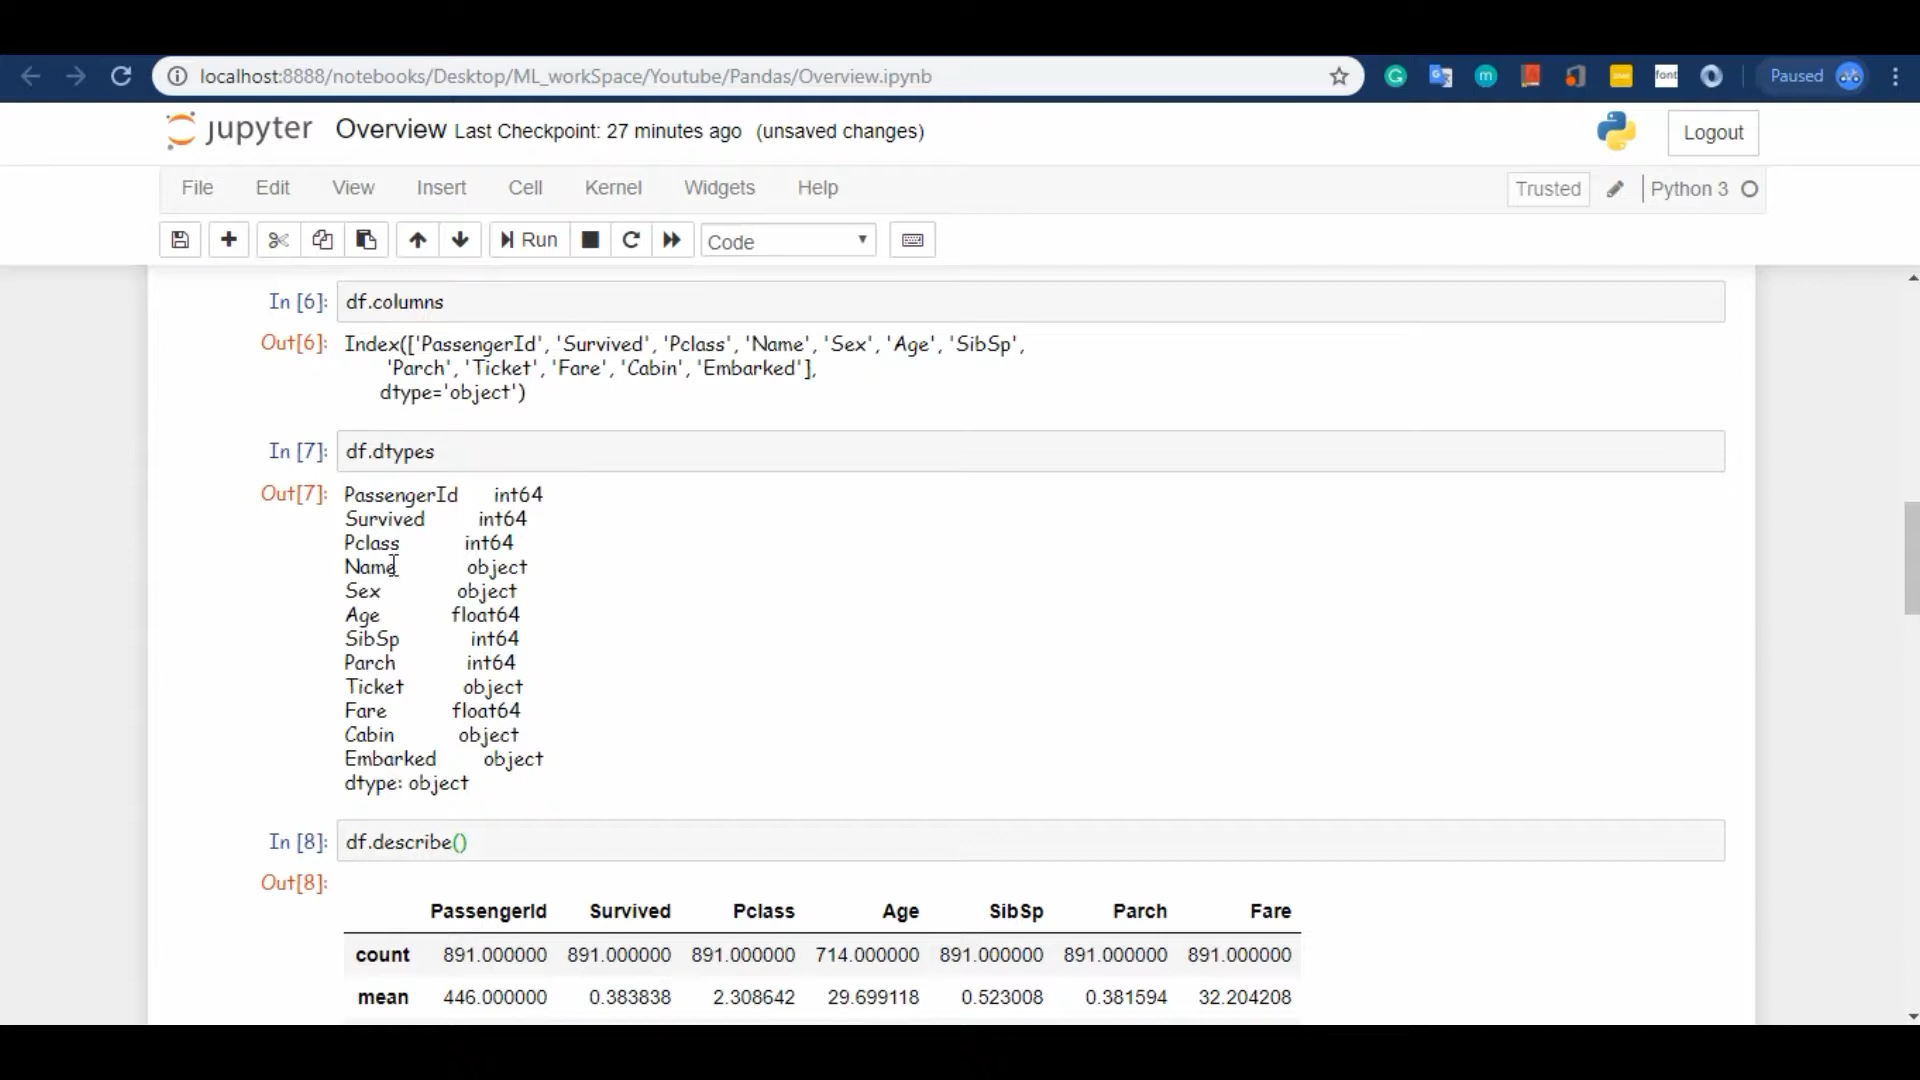 localhost:8888/notebooks/Desktop/ML_workSpace/Youtube/Pandas/Overview.ipynb
font
Paused
jupyter Overview Last Checkpoint: 27 minutes ago (unsaved changes)
Logout
File Edit View Insert Cell Kernel Widgets Help
Trusted Python 3
Run Code
In [6]: df.columns
Out[6]: Index(['PassengerId', 'Survived', 'Pclass', 'Name', 'Sex', 'Age', 'SibSp',
'Parch', 'Ticket', 'Fare', 'Cabin', 'Embarked'],
dtype='object')
In [7]: df.dtypes
Out[7]: PassengerId int64
Survived int64
Pclass int64
Name object
Sex object
Age float64
SibSp int64
Parch int64
Ticket object
Fare float64
Cabin object
Embarked object
dtype: object
In [8]: df.describe()
Out[8]:
PassengerId Survived Pclass Age SibSp Parch Fare
count 891.000000 891.000000 891.000000 714.000000 891.000000 891.000000 891.000000
mean 446.000000 0.383838 2.308642 29.699118 0.523008 0.381594 32.204208